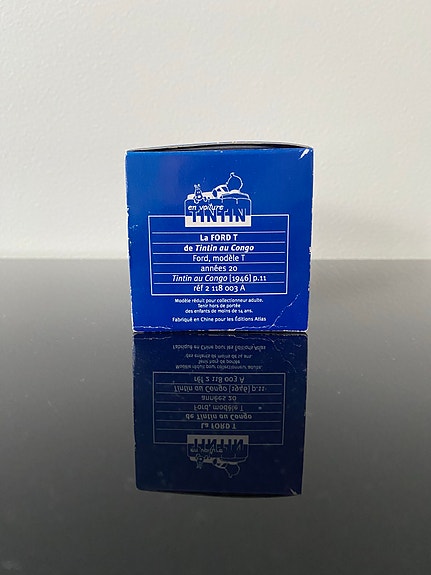 en voiture
TINTIN
La FORD T
de Tintin au Congo
Ford, modèle T
années 20
Tintin au Congo [1946] p.11
réf 2 118 003 A
Modèle réduit pour collectionneur adulte.
Tenir hors de portée
des enfants de moins de 14 ans.
Fabriqué en Chine pour les Éditions Atlas